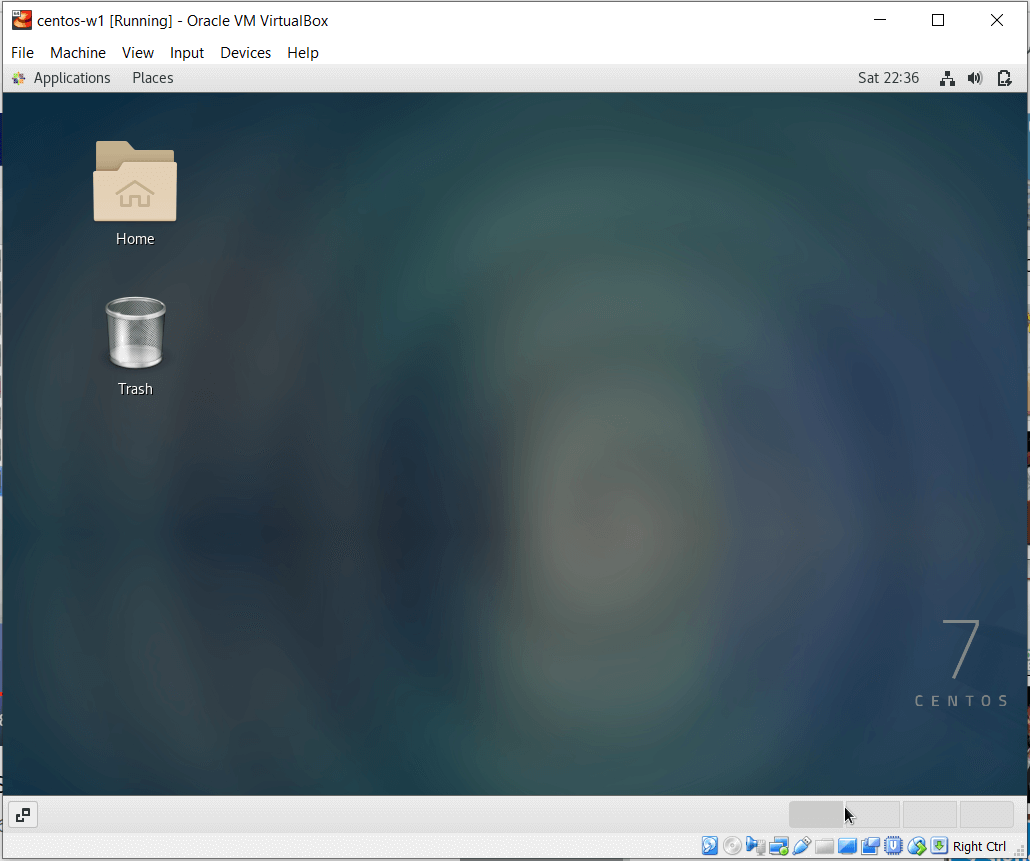 centos-w1 [Running] - Oracle VM VirtualBox
File Machine View Input Devices Help
Applications Places Sat 22:36
Home
Trash
7
CENTOS
Right Ctrl